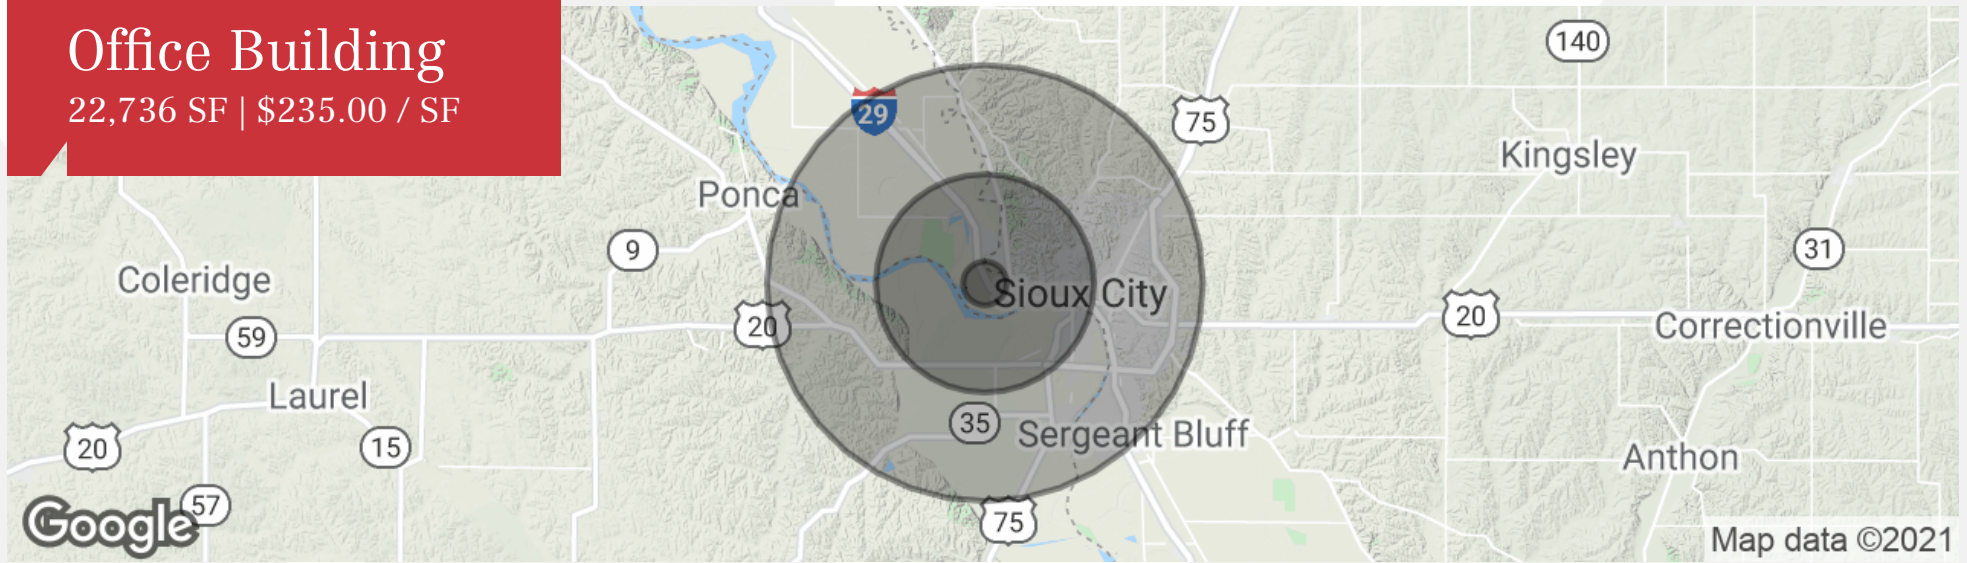 Office Building
22,736 SF | $235.00 / SF
140
29
75
Kingsley
Ponca
9
31
Coleridge
Sioux City
20
20
59
Correctionville
Laurel
35
Sergeant Bluff
20
15
Anthon
57
Google
75
Map data ©2021